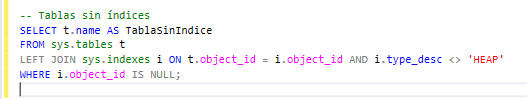 -- Tablas sin índices
SELECT t.name AS TablaSinIndice
FROM sys.tables t
LEFT JOIN sys.indexes i ON t.object_id = i.object_id AND i.type_desc <> 'HEAP'
WHERE i.object_id IS NULL;